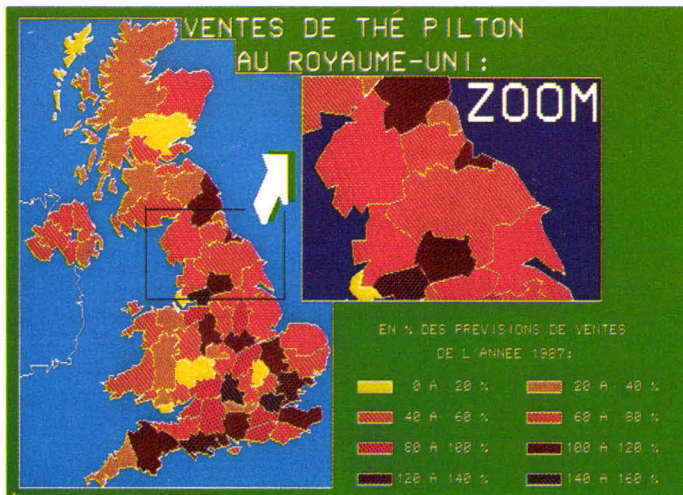 VENTES DE THÉ PILTON
AU ROYAUME-UNI:
ZOOM
EN % DES PREVISIONS DE VENTES
DE L'ANNEE 1987:
0 A 20 %
20 A 40 %
40 A 60 %
60 A 80 %
80 A 100 %
100 A 120 %
120 A 140 %
140 A 160 %